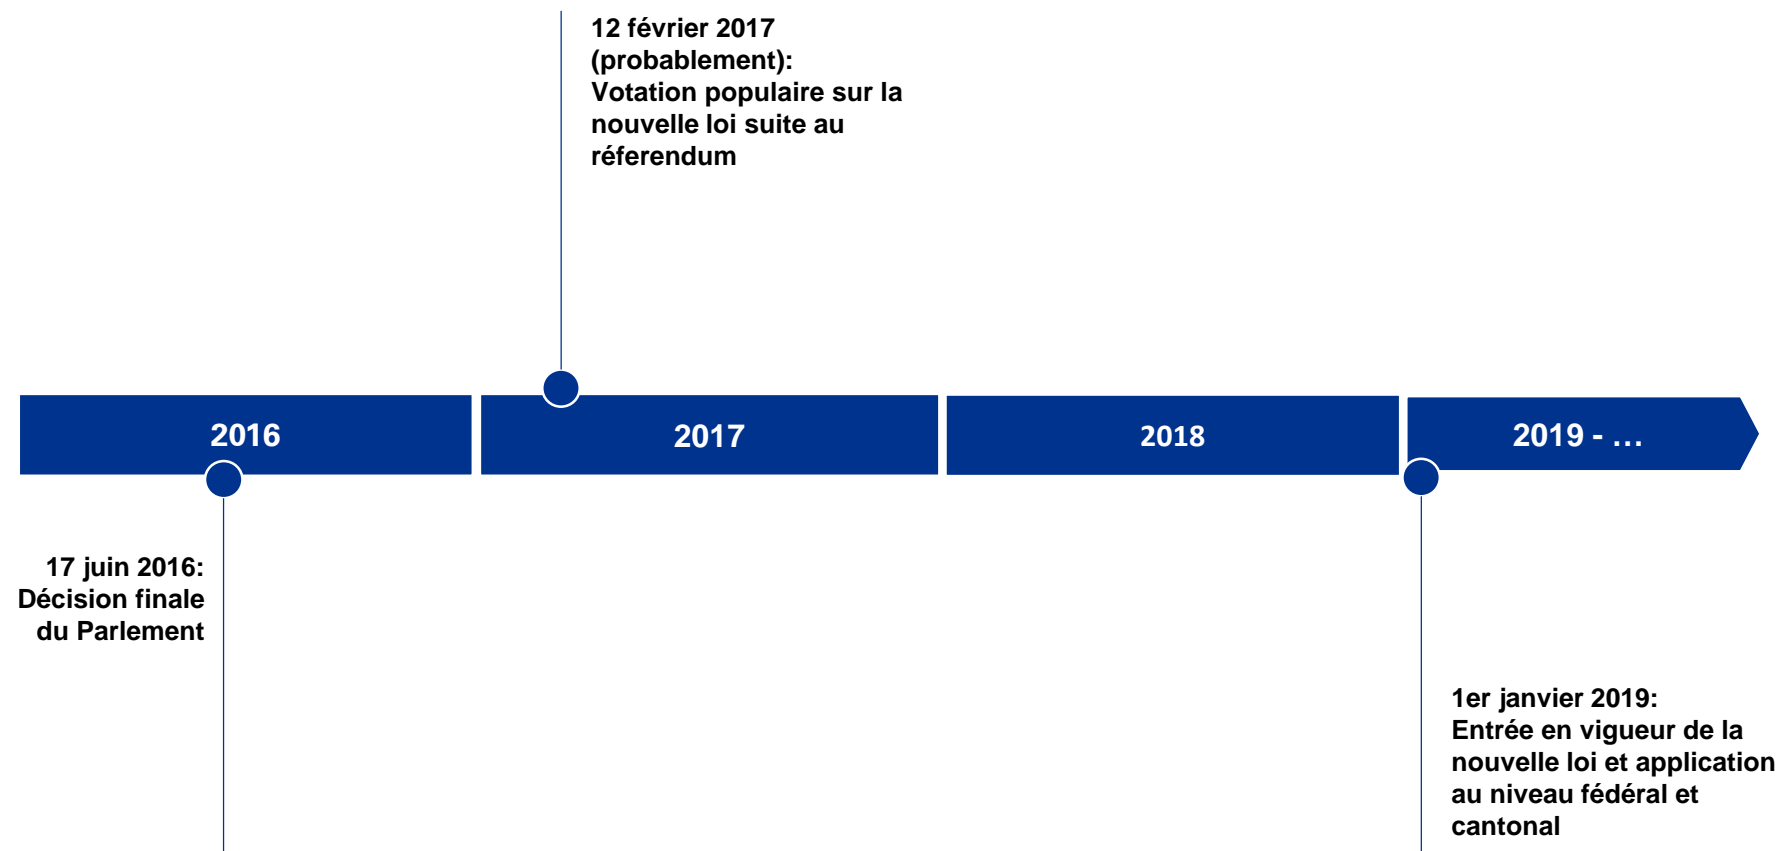 12 février 2017
(probablement):
Votation populaire sur la
nouvelle loi suite au
réferendum
2016
2017
2018
2019 - …
17 juin 2016:
Décision finale
du Parlement
1er janvier 2019:
Entrée en vigueur de la
nouvelle loi et application
au niveau fédéral et
cantonal